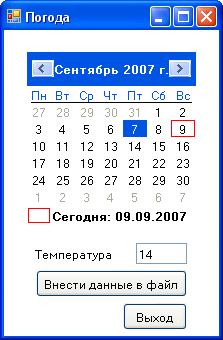 Погода
Сентябрь 2007 г.
Пн Вт Ср Чт Пт Сб Вс
27 28 29 30 31 1 2
3 4 5 6 7 8 9
10 11 12 13 14 15 16
17 18 19 20 21 22 23
24 25 26 27 28 29 30
1 2 3 4 5 6 7
Сегодня: 09.09.2007
Температура 14
Внести данные в файл
Выход